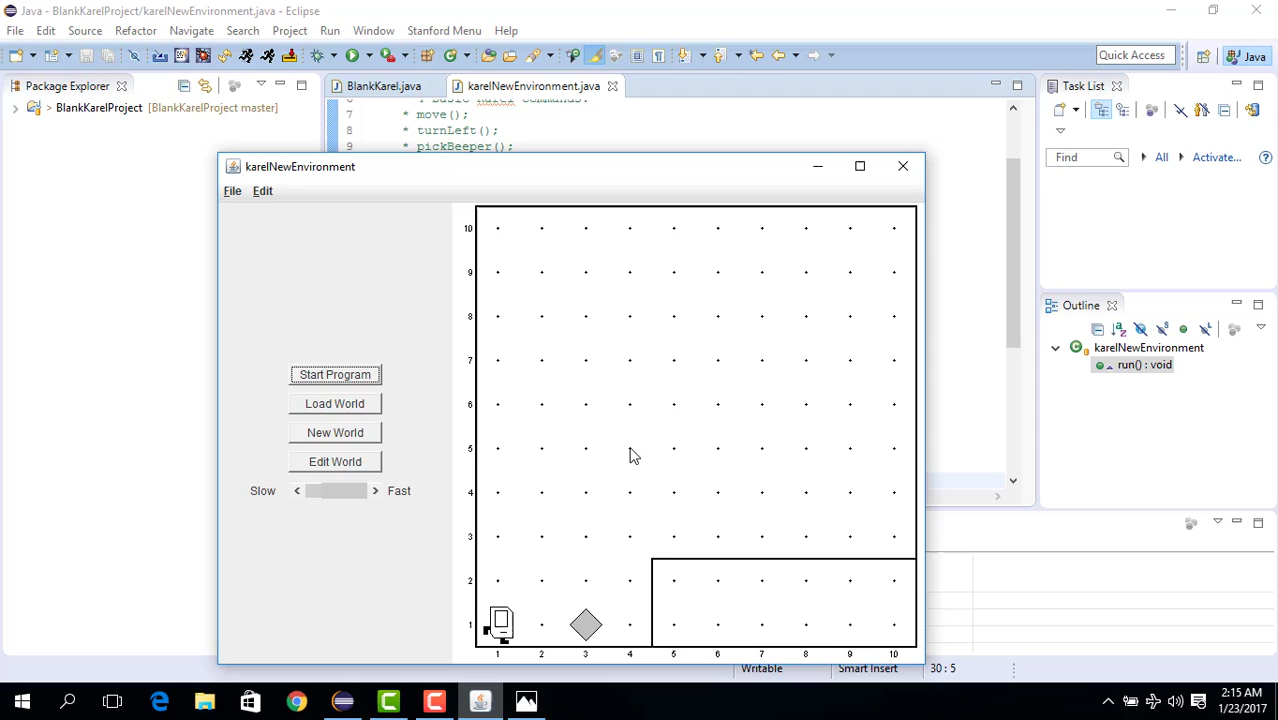 Java - BlankKarelProject/karelNewEnvironment.java - Eclipse
File Edit Source Refactor Navigate Search Project Run Window Stanford Menu Help
Quick Access
Java
Package Explorer
BlankKarel.java
karelNewEnvironment.java
Task List
> BlankKarelProject [BlankKarelProject master]
7 * move();
8 * turnLeft();
9 * pickBeeper();
Find All Activate...
karelNewEnvironment
File Edit
Start Program
Load World
New World
Edit World
Slow < > Fast
10
9
8
7
6
5
4
3
2
1
1 2 3 4 5 6 7 8 9 10
Outline
karelNewEnvironment
run() : void
Writable Smart Insert 30 : 5
2:15 AM
1/23/2017